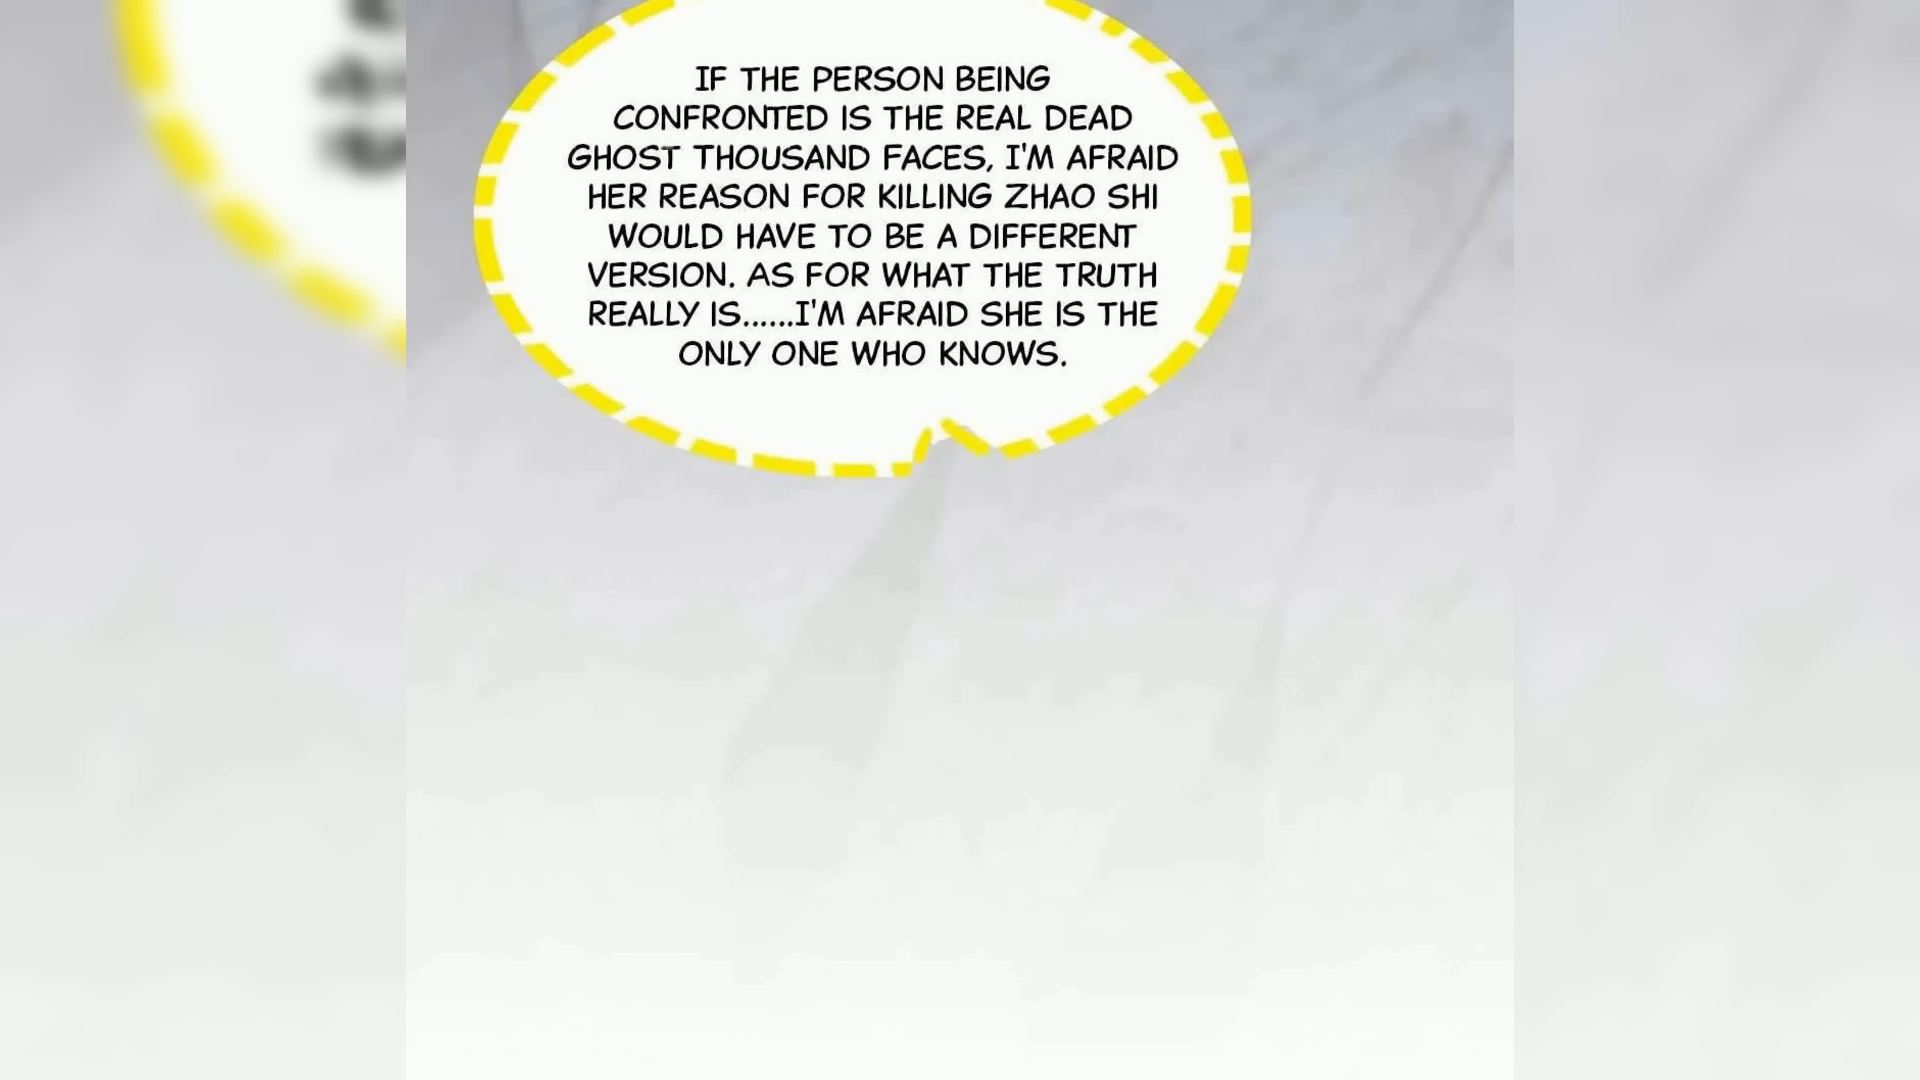 IF THE PERSON BEING
CONFRONTED IS THE REAL DEAD
GHOST THOUSAND FACES, I'M AFRAID
HER REASON FOR KILLING ZHAO SHI
WOULD HAVE TO BE A DIFFERENT
VERSION. AS FOR WHAT THE TRUTH
REALLY IS......I'M AFRAID SHE IS THE
ONLY ONE WHO KNOWS.